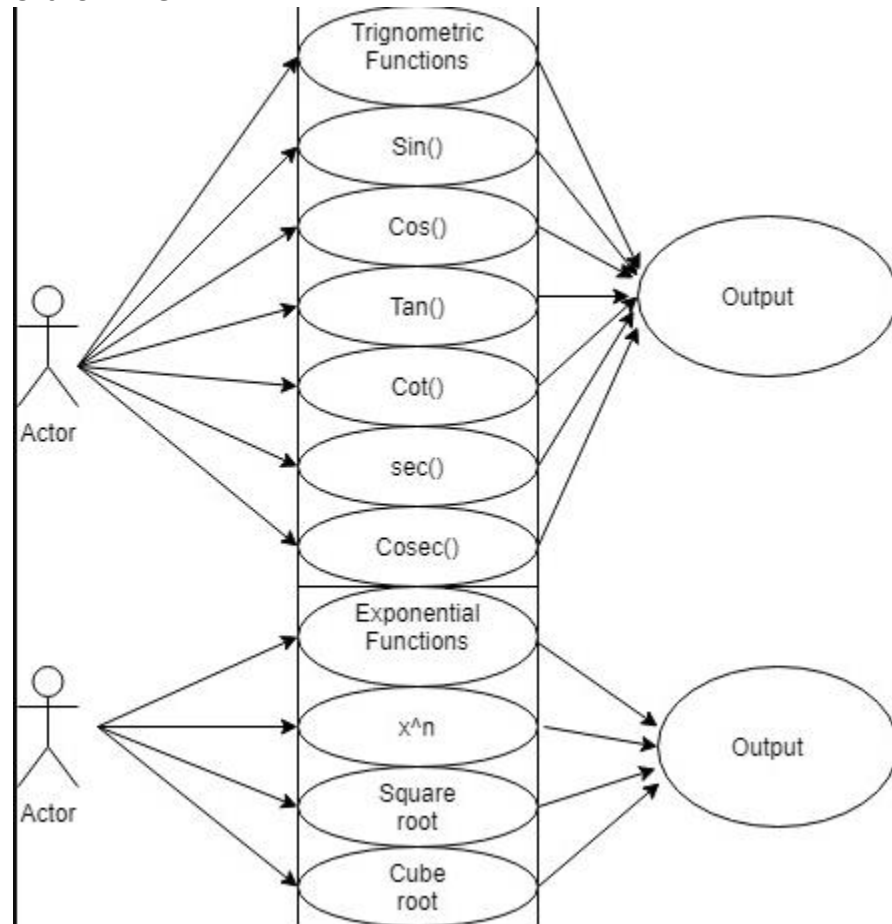 Trignometric
Functions
Sin()
Cos()
Tan()
Cot()
sec()
Cosec()
Output
Actor
Exponential
Functions
x^n
Square
root
Cube
root
Output
Actor